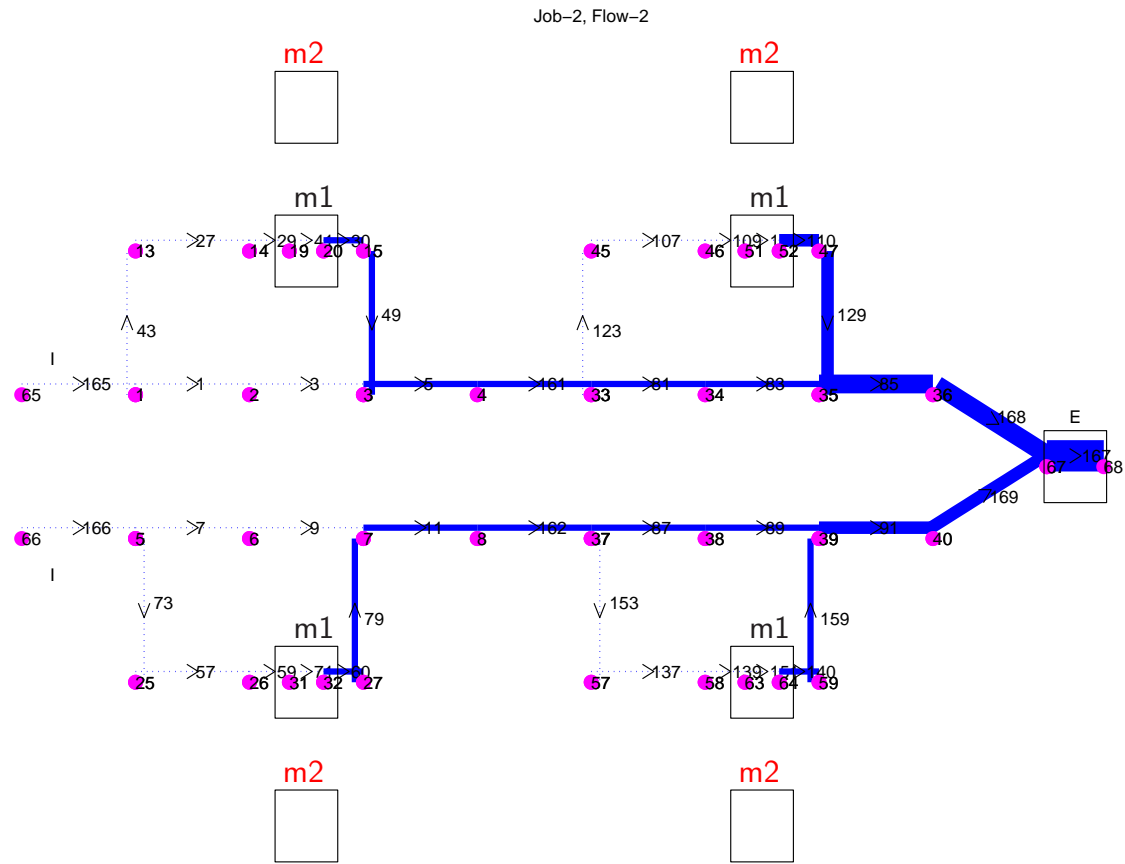 Job−2, Flow−2
m2 m2
m1 m1
27 29 41 30 107 109 110
13 14 19 20 15 45 46 51 52 47
43 49 123 129
I
165 1 3 5 161 81 83 85
65 1 2 3 4 33 34 35 36
168
E
167
67 68
169
166 7 9 11 162 87 89 91
66 5 6 7 8 37 38 39 40
I
73 79 153 159
m1 m1
57 59 71 60 137 139 140
25 26 31 32 27 57 58 63 64 59
m2 m2